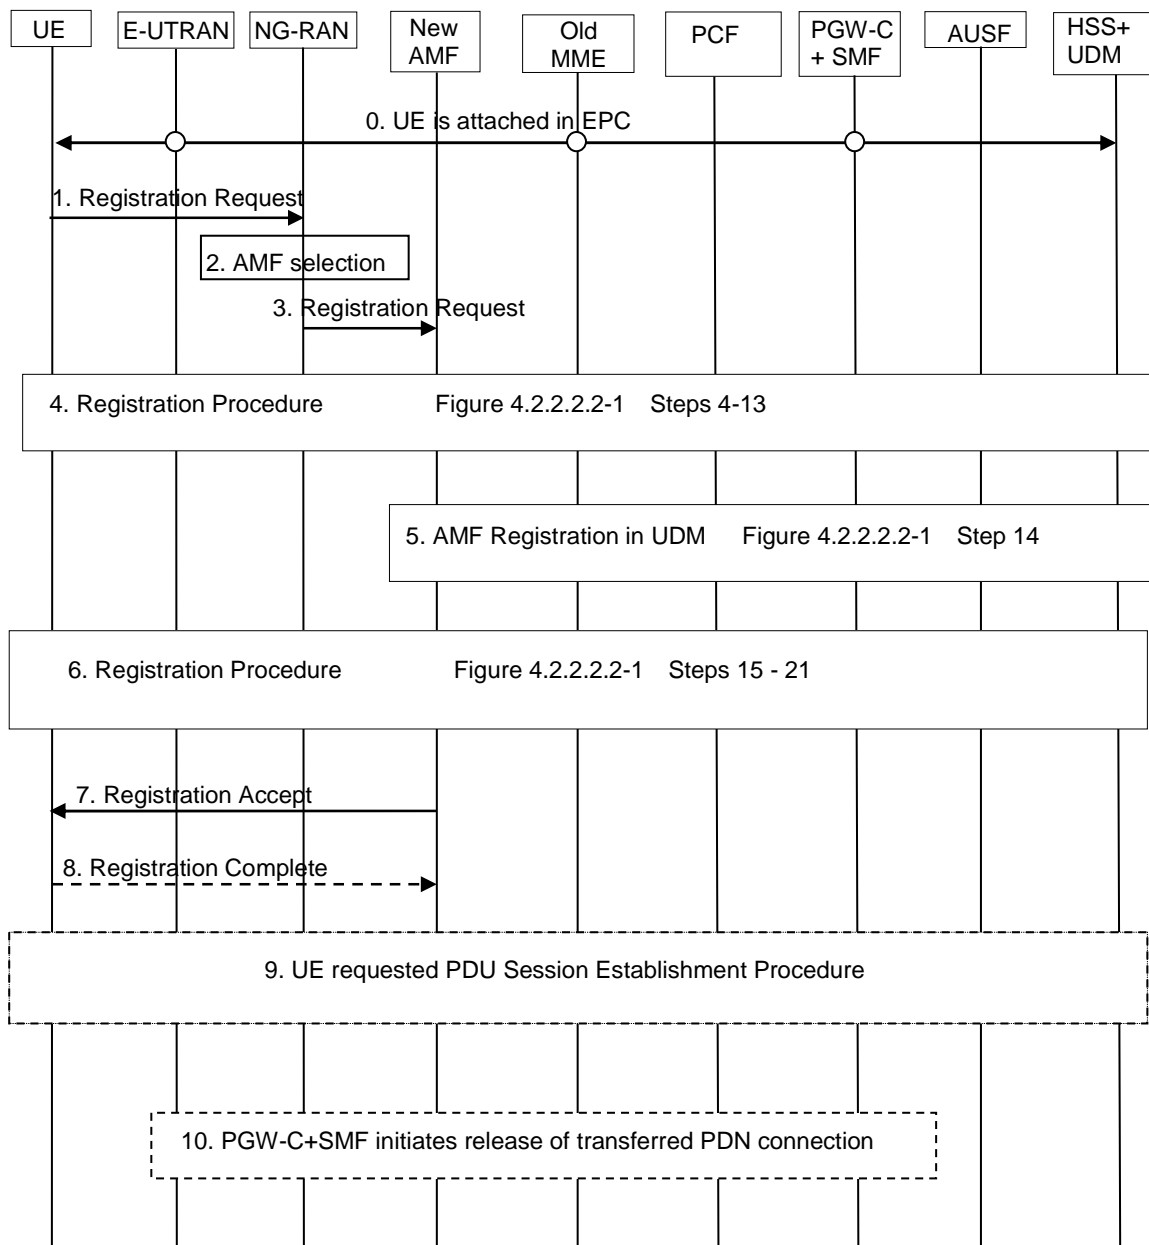 UE
E-UTRAN
NG-RAN
New
AMF
Old
MME
PCF
PGW-C
+ SMF
AUSF
HSS+
UDM
0. UE is attached in EPC
1. Registration Request
2. AMF selection
3. Registration Request
4. Registration Procedure Figure 4.2.2.2.2-1 Steps 4-13
5. AMF Registration in UDM Figure 4.2.2.2.2-1 Step 14
6. Registration Procedure Figure 4.2.2.2.2-1 Steps 15 - 21
7. Registration Accept
8. Registration Complete
9. UE requested PDU Session Establishment Procedure
10. PGW-C+SMF initiates release of transferred PDN connection